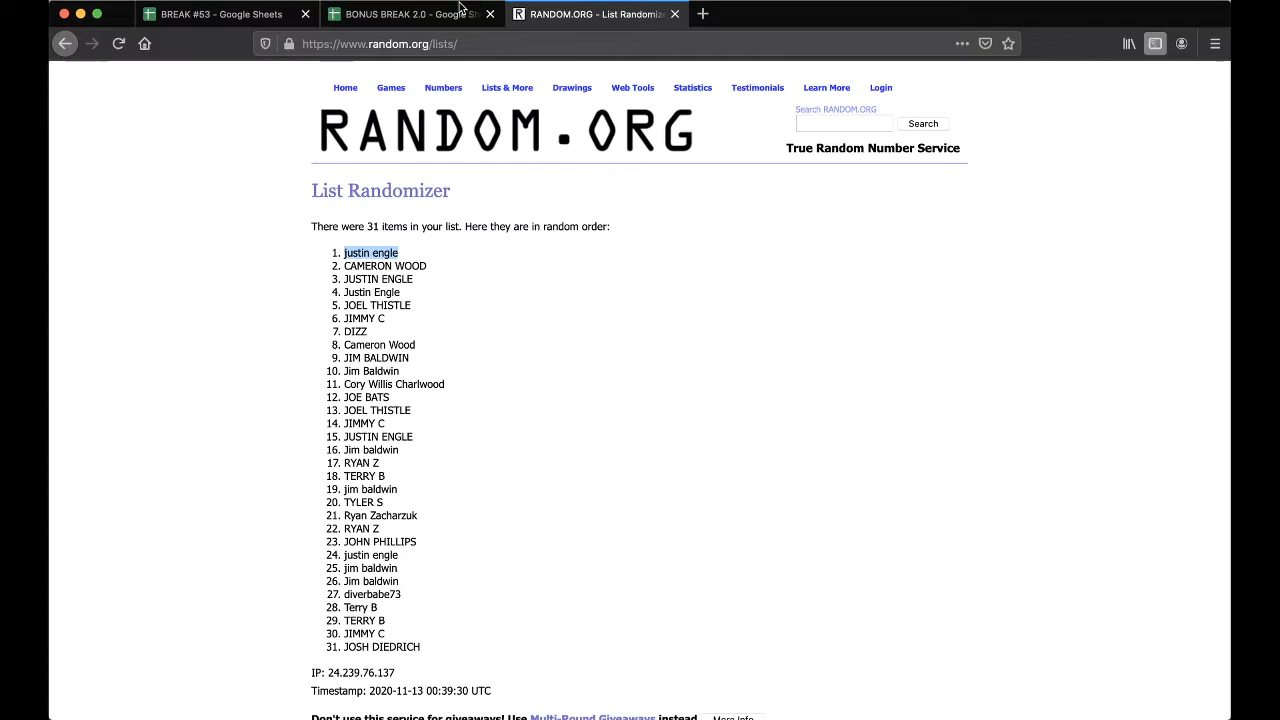 BREAK #53 - Google Sheets
BONUS BREAK 2.0 - Google Sh
RANDOM.ORG - List Randomize
https://www.random.org/lists/
Home Games Numbers Lists & More Drawings Web Tools Statistics Testimonials Learn More Login
RANDOM.ORG
Search RANDOM.ORG
Search
True Random Number Service
List Randomizer
There were 31 items in your list. Here they are in random order:
1. justin engle
2. CAMERON WOOD
3. JUSTIN ENGLE
4. Justin Engle
5. JOEL THISTLE
6. JIMMY C
7. DIZZ
8. Cameron Wood
9. JIM BALDWIN
10. Jim Baldwin
11. Cory Willis Charlwood
12. JOE BATS
13. JOEL THISTLE
14. JIMMY C
15. JUSTIN ENGLE
16. Jim baldwin
17. RYAN Z
18. TERRY B
19. jim baldwin
20. TYLER S
21. Ryan Zacharzuk
22. RYAN Z
23. JOHN PHILLIPS
24. justin engle
25. jim baldwin
26. Jim baldwin
27. diverbabe73
28. Terry B
29. TERRY B
30. JIMMY C
31. JOSH DIEDRICH
IP: 24.239.76.137
Timestamp: 2020-11-13 00:39:30 UTC
Don't use this service for giveaways! Use Multi-Round Giveaways instead More Info